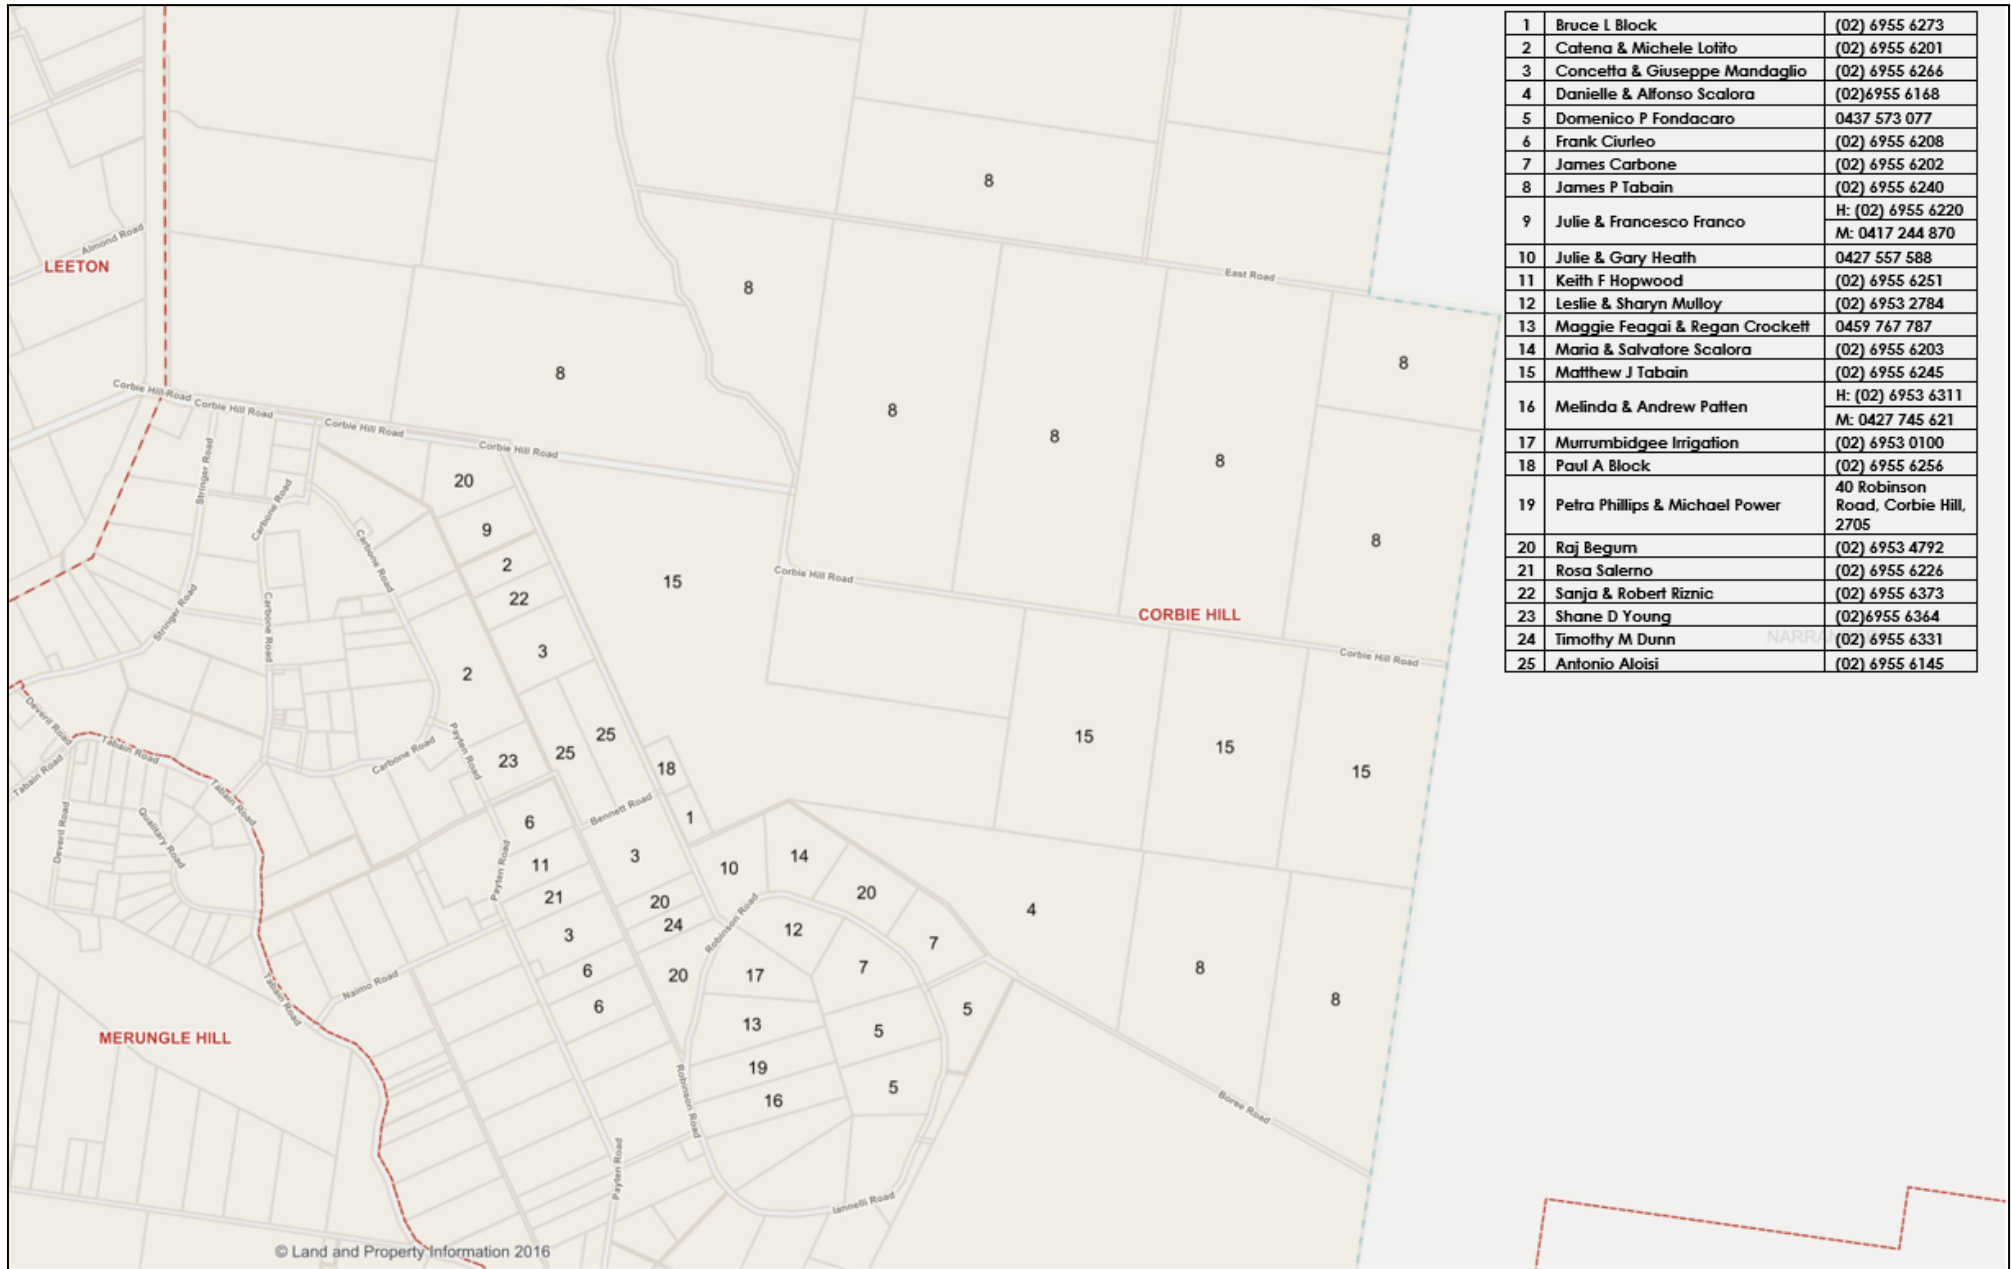 1 Bruce L Block (02) 6955 6273
2 Catena & Michele Lotito (02) 6955 6201
3 Concetta & Giuseppe Mandaglio (02) 6955 6266
4 Danielle & Alfonso Scalora (02)6955 6168
5 Domenico P Fondacaro 0437 573 077
6 Frank Ciurleo (02) 6955 6208
7 James Carbone (02) 6955 6202
8 James P Tabain (02) 6955 6240
9 Julie & Francesco Franco H: (02) 6955 6220
M: 0417 244 870
10 Julie & Gary Heath 0427 557 588
11 Keith F Hopwood (02) 6955 6251
12 Leslie & Sharyn Mulloy (02) 6953 2784
13 Maggie Feagai & Regan Crockett 0459 767 787
14 Maria & Salvatore Scalora (02) 6955 6203
15 Matthew J Tabain (02) 6955 6245
16 Melinda & Andrew Patten H: (02) 6953 6311
M: 0427 745 621
17 Murrumbidgee Irrigation (02) 6953 0100
18 Paul A Block (02) 6955 6256
19 Petra Phillips & Michael Power 40 Robinson
Road, Corbie Hill,
2705
20 Raj Begum (02) 6953 4792
21 Rosa Salerno (02) 6955 6226
22 Sanja & Robert Riznic (02) 6955 6373
23 Shane D Young (02)6955 6364
24 Timothy M Dunn (02) 6955 6331
25 Antonio Aloisi (02) 6955 6145
8
Almond Road
LEETON
East Road
8
8
8
Corbie Hill Road
Corbie Hill Road
Corbie Hill Road
Corbie Hill Road
8
8
8
8
Stringer Road
20
Carbone Road
9
Carbone Road
2
15
Corbie Hill Road
22
Stringer Road
Carbone Road
CORBIE HILL
3
Corbie Hill Road
2
Deveril Road
Tabain Road
Payten Road
25
15
15
Carbone Road
23
25
18
15
Tabain Road
Tabain Road
Bennett Road
1
6
Deveril Road
Qualitary Road
11
3
10
14
Payten Road
21
20
20
4
24
3
12
Robinson Road
7
6
20
17
7
8
Naimo Road
Tabain Road
6
8
5
13
5
MERUNGLE HILL
19
5
16
Robinson Road
Boree Road
Payten Road
Iannelli Road
© Land and Property Information 2016